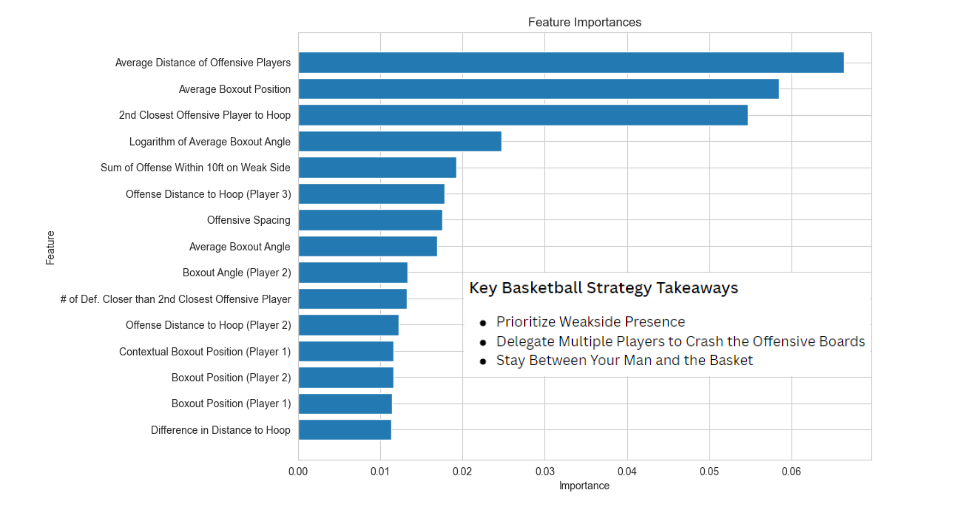 Feature Importances
Average Distance of Offensive Players
Average Boxout Position
2nd Closest Offensive Player to Hoop
Logarithm of Average Boxout Angle
Sum of Offense Within 10ft on Weak Side
Offense Distance to Hoop (Player 3)
Offensive Spacing
Average Boxout Angle
Boxout Angle (Player 2)
# of Def. Closer than 2nd Closest Offensive Player
Offense Distance to Hoop (Player 2)
Contextual Boxout Position (Player 1)
Boxout Position (Player 2)
Boxout Position (Player 1)
Difference in Distance to Hoop
Feature
Key Basketball Strategy Takeaways
• Prioritize Weakside Presence
• Delegate Multiple Players to Crash the Offensive Boards
• Stay Between Your Man and the Basket
0.00 0.01 0.02 0.03 0.04 0.05 0.06
Importance